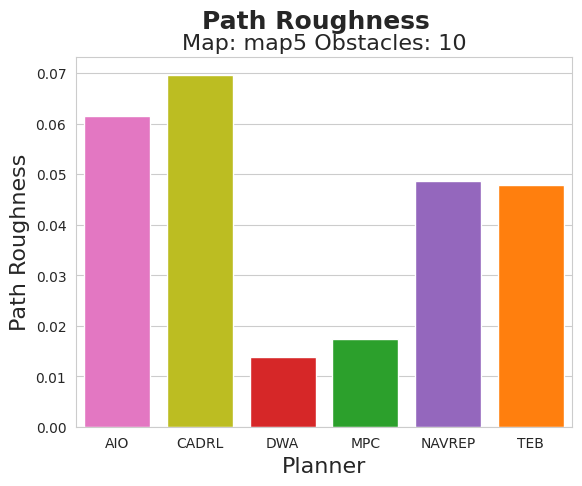 Path Roughness
Map: map5 Obstacles: 10
Path Roughness
0.07
0.06
0.05
0.04
0.03
0.02
0.01
0.00
AIO CADRL DWA MPC NAVREP TEB
Planner